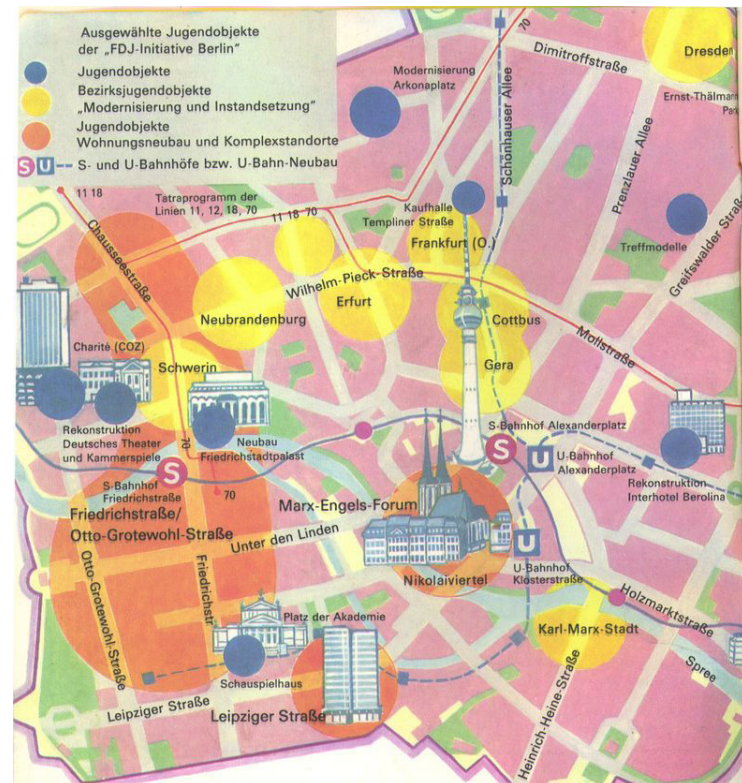 Ausgewählte Jugendobjekte
der „FDJ-Initiative Berlin"
Jugendobjekte
Bezirksjugendobjekte
„Modernisierung und Instandsetzung"
Jugendobjekte
Wohnungsneubau und Komplexstandorte
S U S- und U-Bahnhöfe bzw. U-Bahn-Neubau
70
Dimitroffstraße
Dresden
Ernst-Thälmann
Park
Modernisierung
Arkonaplatz
Schönhauser Allee
Prenzlauer Allee
11 18
Tatraprogramm der
Linien 11, 12, 18, 70
11 18 70
Kaufhalle
Templiner Straße
Frankfurt (O.)
Treffmodelle
Greifswalder Straß
Chausseestraße
Wilhelm-Pieck-Straße
Neubrandenburg
Erfurt
Cottbus
Mollstraße
Charité (COZ)
Schwerin
Gera
Rekonstruktion
Deutsches Theater
und Kammerspiele
70
Neubau
Friedrichstadtpalast
S-Bahnhof Alexanderplatz
S
U
U-Bahnhof
Alexanderplatz
Rekonstruktion
Interhotel Berolina
S
S-Bahnhof
Friedrichstraße
70
Friedrichstraße/
Otto-Grotewohl-Straße
Marx-Engels-Forum
Unter den Linden
Nikolaiviertel
U
U-Bahnhof
Klosterstraße
Otto-Grotewohl-Straße
Friedrichstr
Platz der Akademie
Holzmarktstraße
Karl-Marx-Stadt
Spree
Schauspielhaus
Leipziger Straße
Leipziger Straße
Heinrich-Heine-Straße